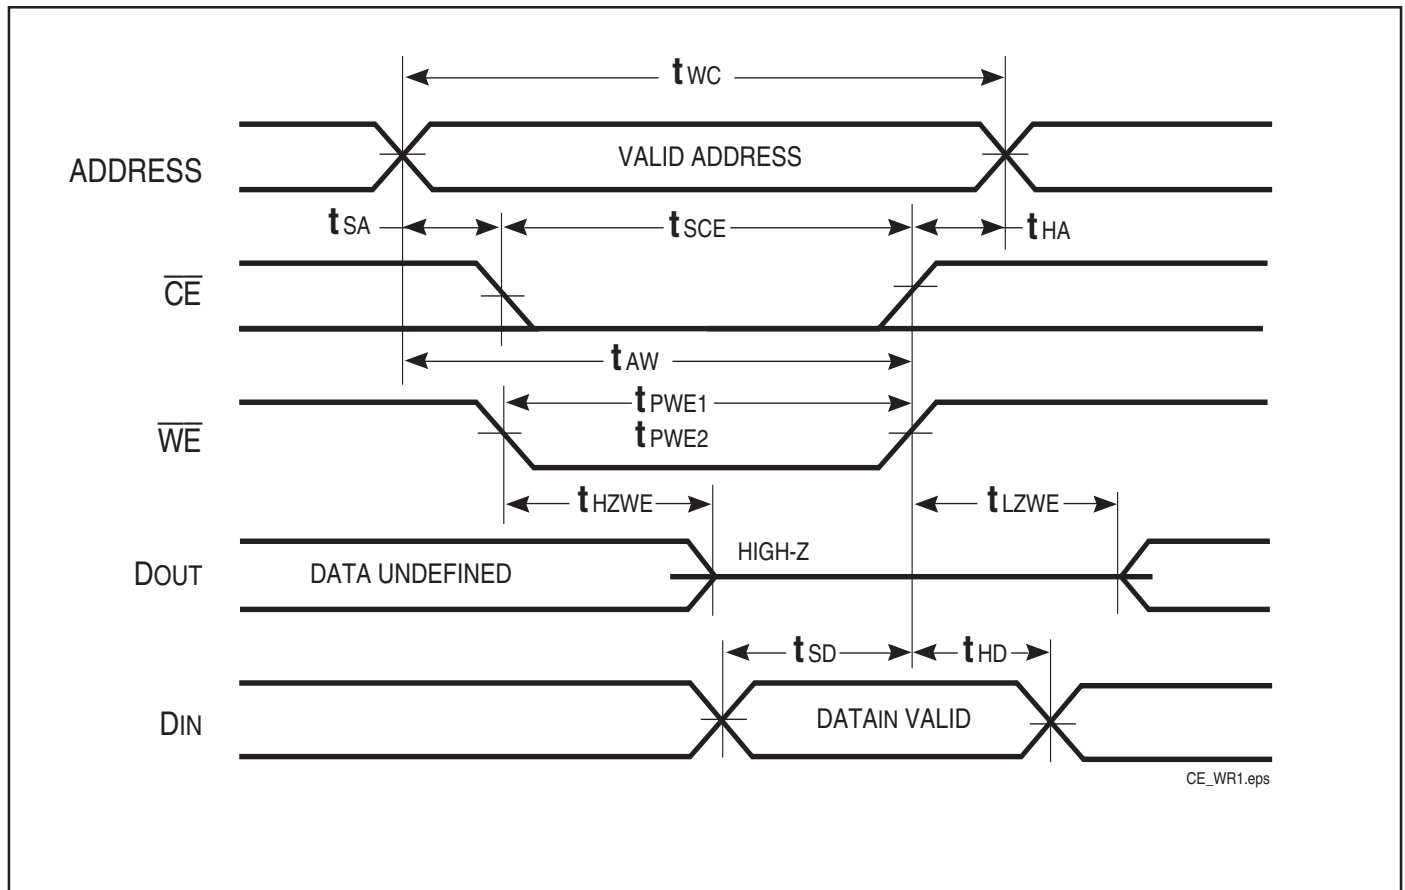 tWC
ADDRESS
VALID ADDRESS
tSA
tSCE
tHA
CE
tAW
WE
tPWE1
tPWE2
tHZWE
tLZWE
DOUT
DATA UNDEFINED
HIGH-Z
tSD
tHD
DIN
DATAIN VALID
CE_WR1.eps